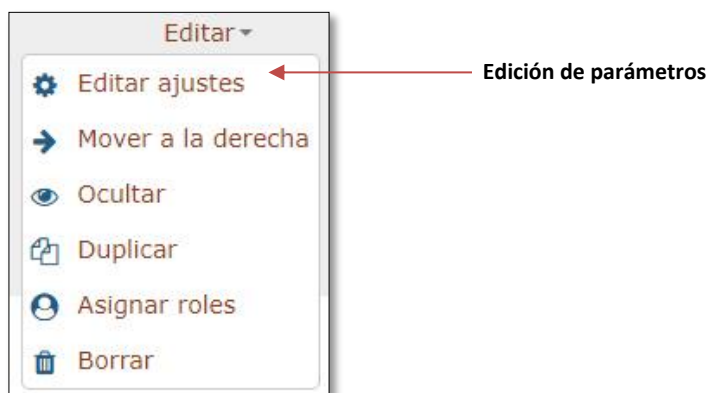 Editar
Editar ajustes
Edición de parámetros
Mover a la derecha
Ocultar
Duplicar
Asignar roles
Borrar